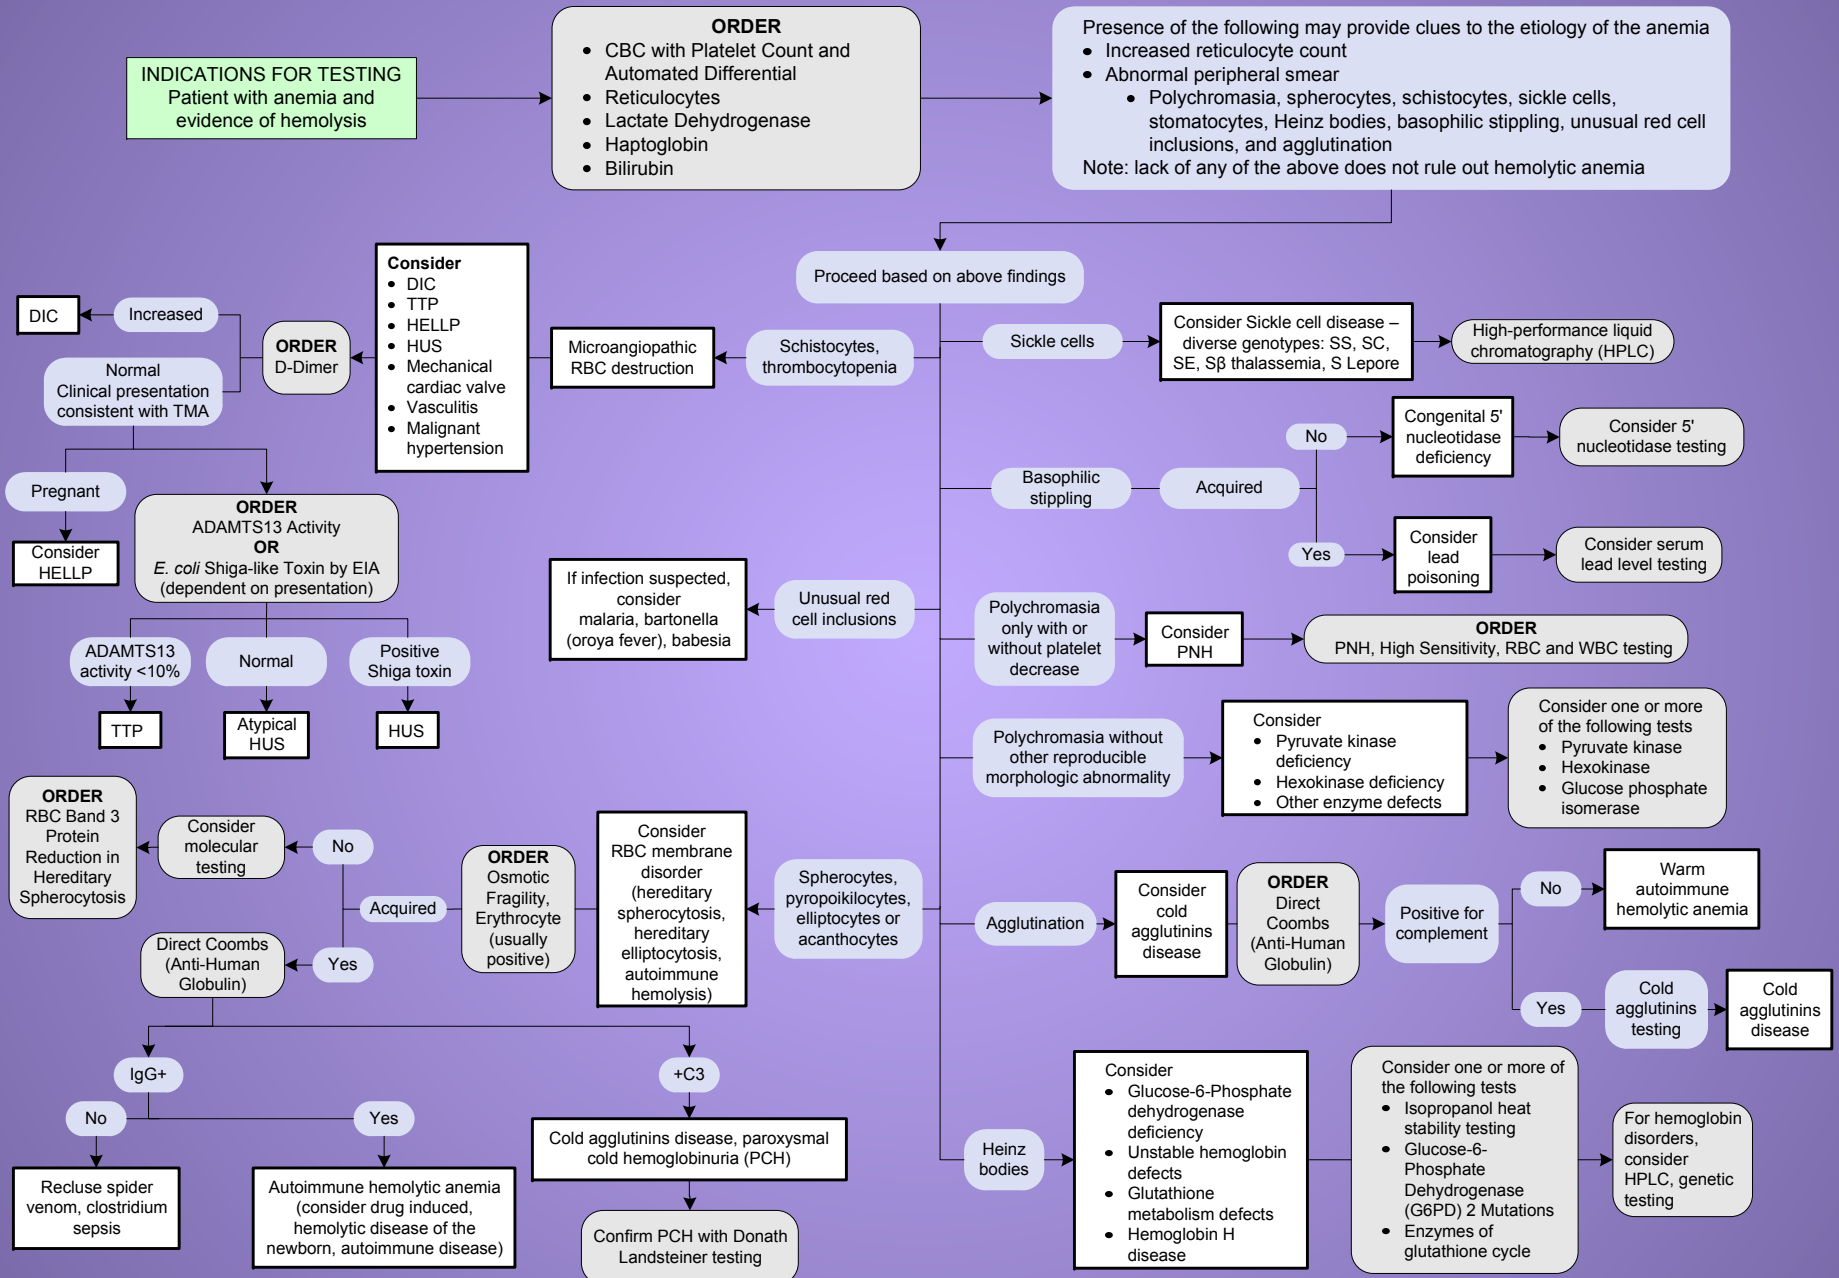 INDICATIONS FOR TESTING
Patient with anemia and
evidence of hemolysis
ORDER
• CBC with Platelet Count and
Automated Differential
• Reticulocytes
• Lactate Dehydrogenase
• Haptoglobin
• Bilirubin
Presence of the following may provide clues to the etiology of the anemia
• Increased reticulocyte count
• Abnormal peripheral smear
• Polychromasia, spherocytes, schistocytes, sickle cells,
stomatocytes, Heinz bodies, basophilic stippling, unusual red cell
inclusions, and agglutination
Note: lack of any of the above does not rule out hemolytic anemia
Proceed based on above findings
Schistocytes,
thrombocytopenia
Microangiopathic
RBC destruction
Consider
• DIC
• TTP
• HELLP
• HUS
• Mechanical
cardiac valve
• Vasculitis
• Malignant
hypertension
ORDER
D-Dimer
Increased
DIC
Normal
Clinical presentation
consistent with TMA
Pregnant
Consider
HELLP
ORDER
ADAMTS13 Activity
OR
E. coli Shiga-like Toxin by EIA
(dependent on presentation)
ADAMTS13
activity <10%
Normal
Positive
Shiga toxin
TTP
Atypical
HUS
HUS
Sickle cells
Consider Sickle cell disease –
diverse genotypes: SS, SC,
SE, Sβ thalassemia, S Lepore
High-performance liquid
chromatography (HPLC)
Basophilic
stippling
Acquired
No
Congenital 5'
nucleotidase
deficiency
Consider 5'
nucleotidase testing
Yes
Consider
lead
poisoning
Consider serum
lead level testing
Unusual red
cell inclusions
If infection suspected,
consider
malaria, bartonella
(oroya fever), babesia
Polychromasia
only with or
without platelet
decrease
Consider
PNH
ORDER
PNH, High Sensitivity, RBC and WBC testing
Polychromasia without
other reproducible
morphologic abnormality
Consider
• Pyruvate kinase
deficiency
• Hexokinase deficiency
• Other enzyme defects
Consider one or more
of the following tests
• Pyruvate kinase
• Hexokinase
• Glucose phosphate
isomerase
Spherocytes,
pyropoikilocytes,
elliptocytes or
acanthocytes
Consider
RBC membrane
disorder
(hereditary
spherocytosis,
hereditary
elliptocytosis,
autoimmune
hemolysis)
ORDER
Osmotic
Fragility,
Erythrocyte
(usually
positive)
Acquired
No
Consider
molecular
testing
ORDER
RBC Band 3
Protein
Reduction in
Hereditary
Spherocytosis
Yes
Direct Coombs
(Anti-Human
Globulin)
IgG+
No
Recluse spider
venom, clostridium
sepsis
Yes
Autoimmune hemolytic anemia
(consider drug induced,
hemolytic disease of the
newborn, autoimmune disease)
+C3
Cold agglutinins disease, paroxysmal
cold hemoglobinuria (PCH)
Confirm PCH with Donath
Landsteiner testing
Agglutination
Consider
cold
agglutinins
disease
ORDER
Direct
Coombs
(Anti-Human
Globulin)
Positive for
complement
No
Warm
autoimmune
hemolytic anemia
Yes
Cold
agglutinins
testing
Cold
agglutinins
disease
Heinz
bodies
Consider
• Glucose-6-Phosphate
dehydrogenase
deficiency
• Unstable hemoglobin
defects
• Glutathione
metabolism defects
• Hemoglobin H
disease
Consider one or more of
the following tests
• Isopropanol heat
stability testing
• Glucose-6-
Phosphate
Dehydrogenase
(G6PD) 2 Mutations
• Enzymes of
glutathione cycle
For hemoglobin
disorders,
consider
HPLC, genetic
testing